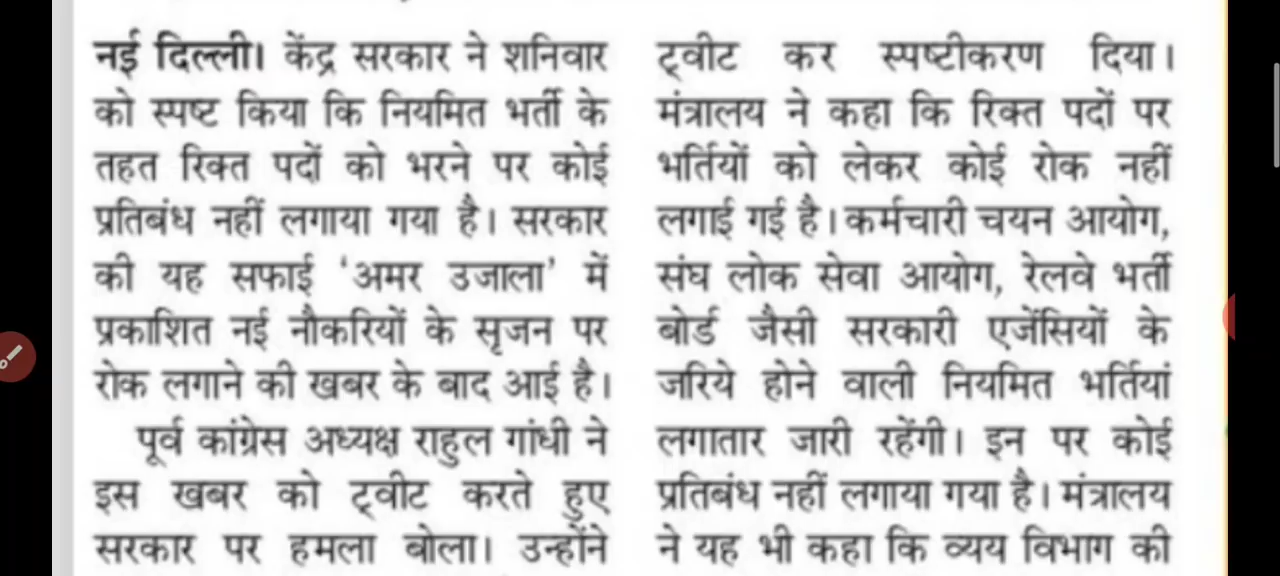 नई दिल्ली। केंद्र सरकार ने शनिवार
को स्पष्ट किया कि नियमित भर्ती के
तहत रिक्त पदों को भरने पर कोई
प्रतिबंध नहीं लगाया गया है। सरकार
की यह सफाई ‘अमर उजाला’ में
प्रकाशित नई नौकरियों के सृजन पर
रोक लगाने की खबर के बाद आई है।
पूर्व कांग्रेस अध्यक्ष राहुल गांधी ने
इस खबर को ट्वीट करते हुए
सरकार पर हमला बोला। उन्होंने
ट्वीट कर स्पष्टीकरण दिया।
मंत्रालय ने कहा कि रिक्त पदों पर
भर्तियों को लेकर कोई रोक नहीं
लगाई गई है। कर्मचारी चयन आयोग,
संघ लोक सेवा आयोग, रेलवे भर्ती
बोर्ड जैसी सरकारी एजेंसियों के
जरिये होने वाली नियमित भर्तियां
लगातार जारी रहेंगी। इन पर कोई
प्रतिबंध नहीं लगाया गया है। मंत्रालय
ने यह भी कहा कि व्यय विभाग की